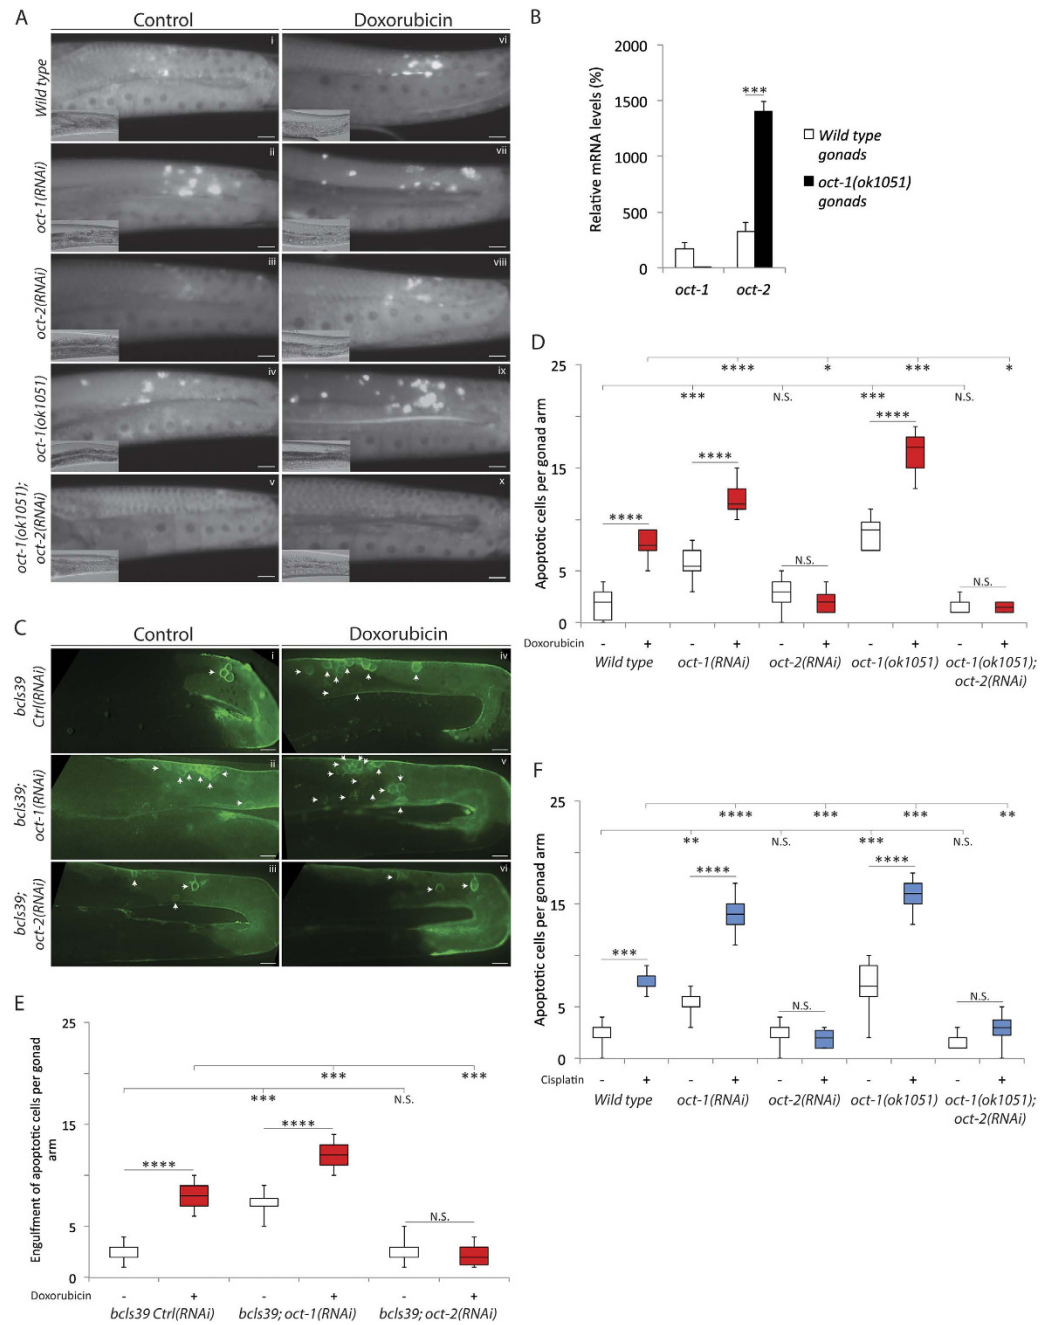 A
Control
Doxorubicin
Wild type
i
vi
oct-1(RNAi)
ii
vii
oct-2(RNAi)
iii
viii
oct-1(ok1051)
iv
ix
oct-1(ok1051);
oct-2(RNAi)
v
x
B
Relative mRNA levels (%)
2000
1500
1000
500
0
***
oct-1
oct-2
Wild type
gonads
oct-1(ok1051)
gonads
C
Control
Doxorubicin
bcls39
Ctrl(RNAi)
i
iv
bcls39;
oct-1(RNAi)
ii
v
bcls39;
oct-2(RNAi)
iii
vi
D
Apoptotic cells per gonad arm
25
15
5
0
**** * *** *
*** N.S. *** N.S.
**** **** N.S. **** N.S.
Doxorubicin - + - + - + - + - +
Wild type oct-1(RNAi) oct-2(RNAi) oct-1(ok1051) oct-1(ok1051);
oct-2(RNAi)
E
Engulfment of apoptotic cells per gonad
arm
25
15
5
0
*** ***
*** N.S.
**** **** N.S.
Doxorubicin - + - + - +
bcls39 Ctrl(RNAi) bcls39; oct-1(RNAi) bcls39; oct-2(RNAi)
F
Apoptotic cells per gonad arm
25
15
5
0
**** *** *** **
** N.S. *** N.S.
*** **** N.S. **** N.S.
Cisplatin - + - + - + - + - +
Wild type oct-1(RNAi) oct-2(RNAi) oct-1(ok1051) oct-1(ok1051);
oct-2(RNAi)